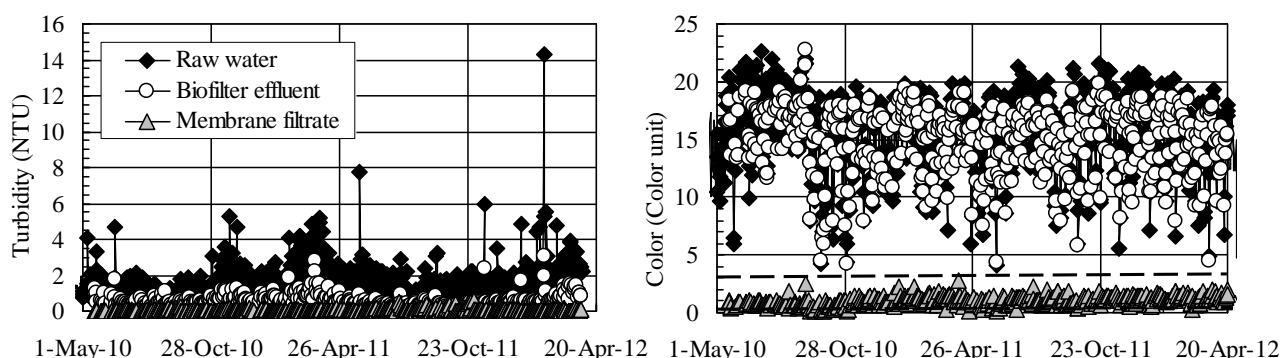 16
14
12
10
8
6
4
2
0
Turbidity (NTU)
Raw water
Biofilter effluent
Membrane filtrate
1-May-10 28-Oct-10 26-Apr-11 23-Oct-11 20-Apr-12
25
20
15
10
5
0
Color (Color unit)
1-May-10 28-Oct-10 26-Apr-11 23-Oct-11 20-Apr-12